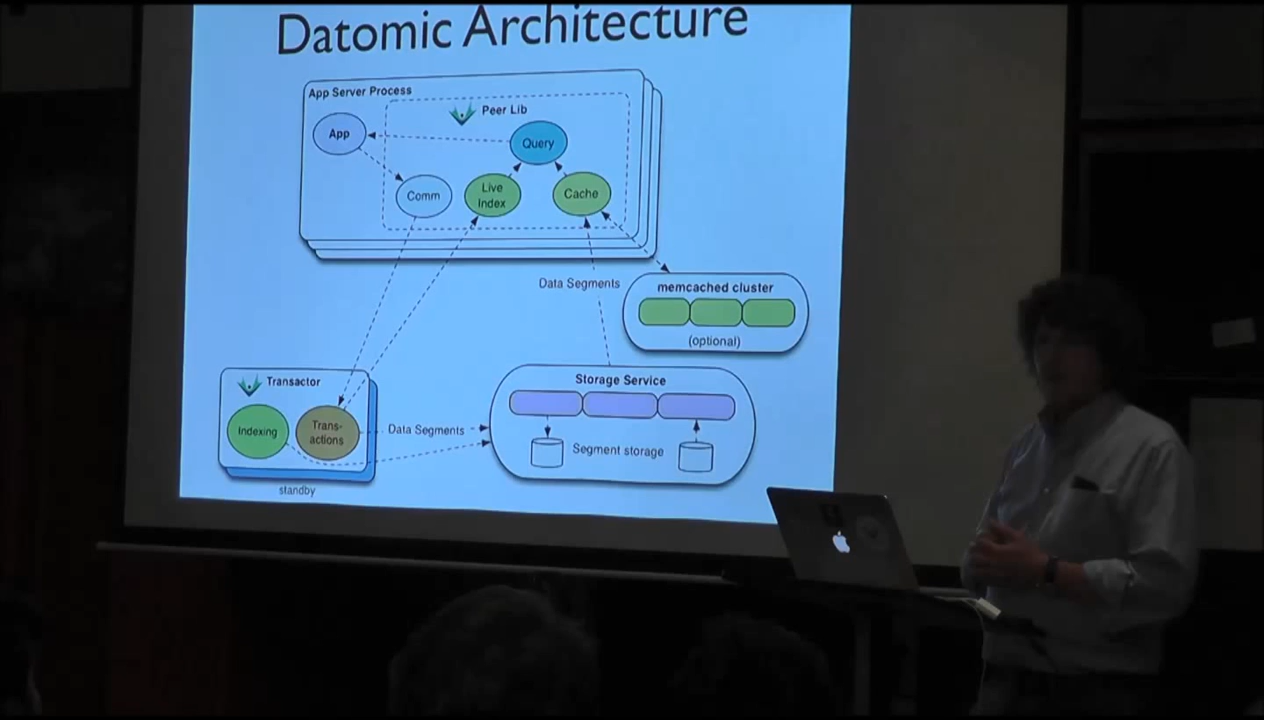 Datomic Architecture
App Server Process
Peer Lib
App
Query
Comm
Live
Index
Cache
Data Segments
memcached cluster
(optional)
Transactor
Indexing
Trans-
actions
Data Segments
standby
Storage Service
Segment storage